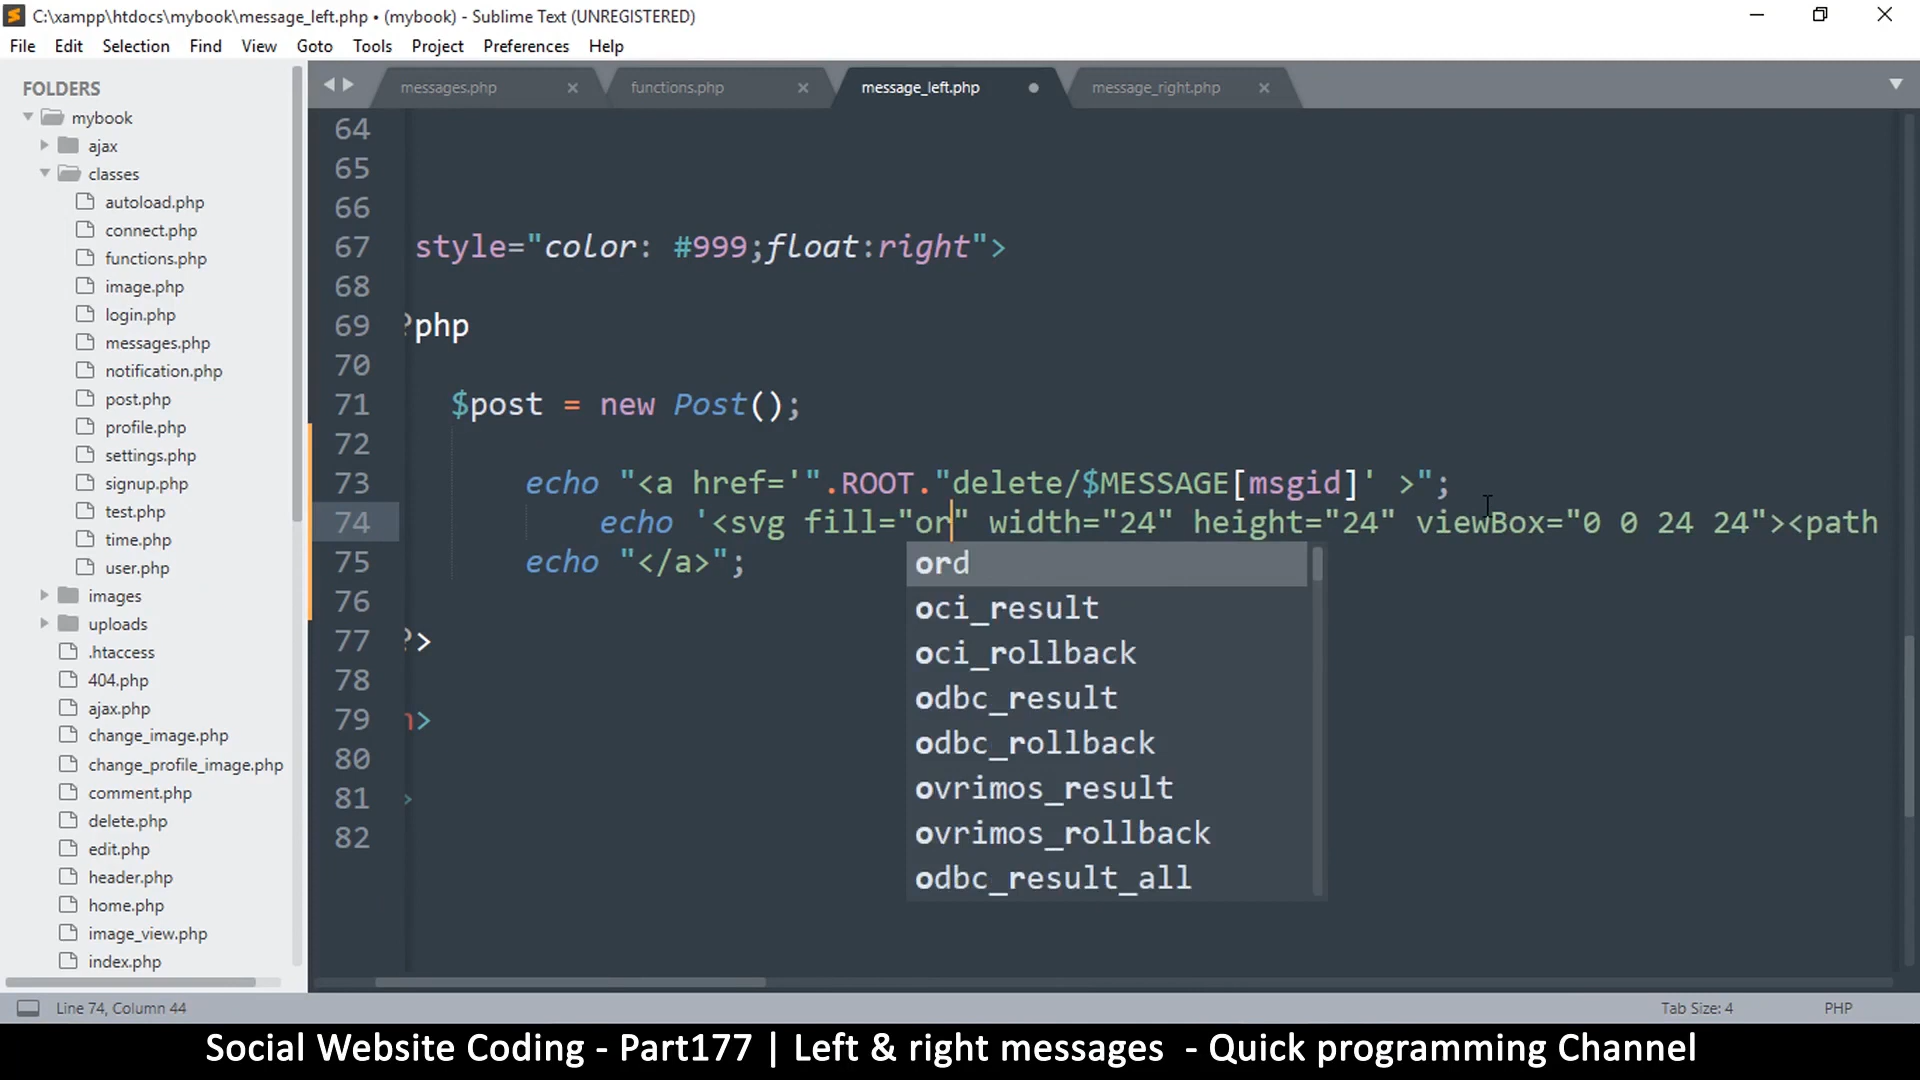 C:\xampp\htdocs\mybook\message_left.php • (mybook) - Sublime Text (UNREGISTERED)
File Edit Selection Find View Goto Tools Project Preferences Help
FOLDERS
mybook
ajax
classes
autoload.php
connect.php
functions.php
image.php
login.php
messages.php
notification.php
post.php
profile.php
settings.php
signup.php
test.php
time.php
user.php
images
uploads
.htaccess
404.php
ajax.php
change_image.php
change_profile_image.php
comment.php
delete.php
edit.php
header.php
home.php
image_view.php
index.php
messages.php functions.php message_left.php message_right.php
64
65
66
67 style="color: #999;float:right">
68
69 ?php
70
71 $post = new Post();
72
73 echo "<a href='".ROOT."delete/$MESSAGE[msgid]' >";
74 echo '<svg fill="or" width="24" height="24" viewBox="0 0 24 24"><path
75 echo "</a>";
76
77 ?>
78
79 >
80
81 >
82
ord
oci_result
oci_rollback
odbc_result
odbc_rollback
ovrimos_result
ovrimos_rollback
odbc_result_all
Line 74, Column 44 Tab Size: 4 PHP
Social Website Coding - Part177 | Left & right messages - Quick programming Channel